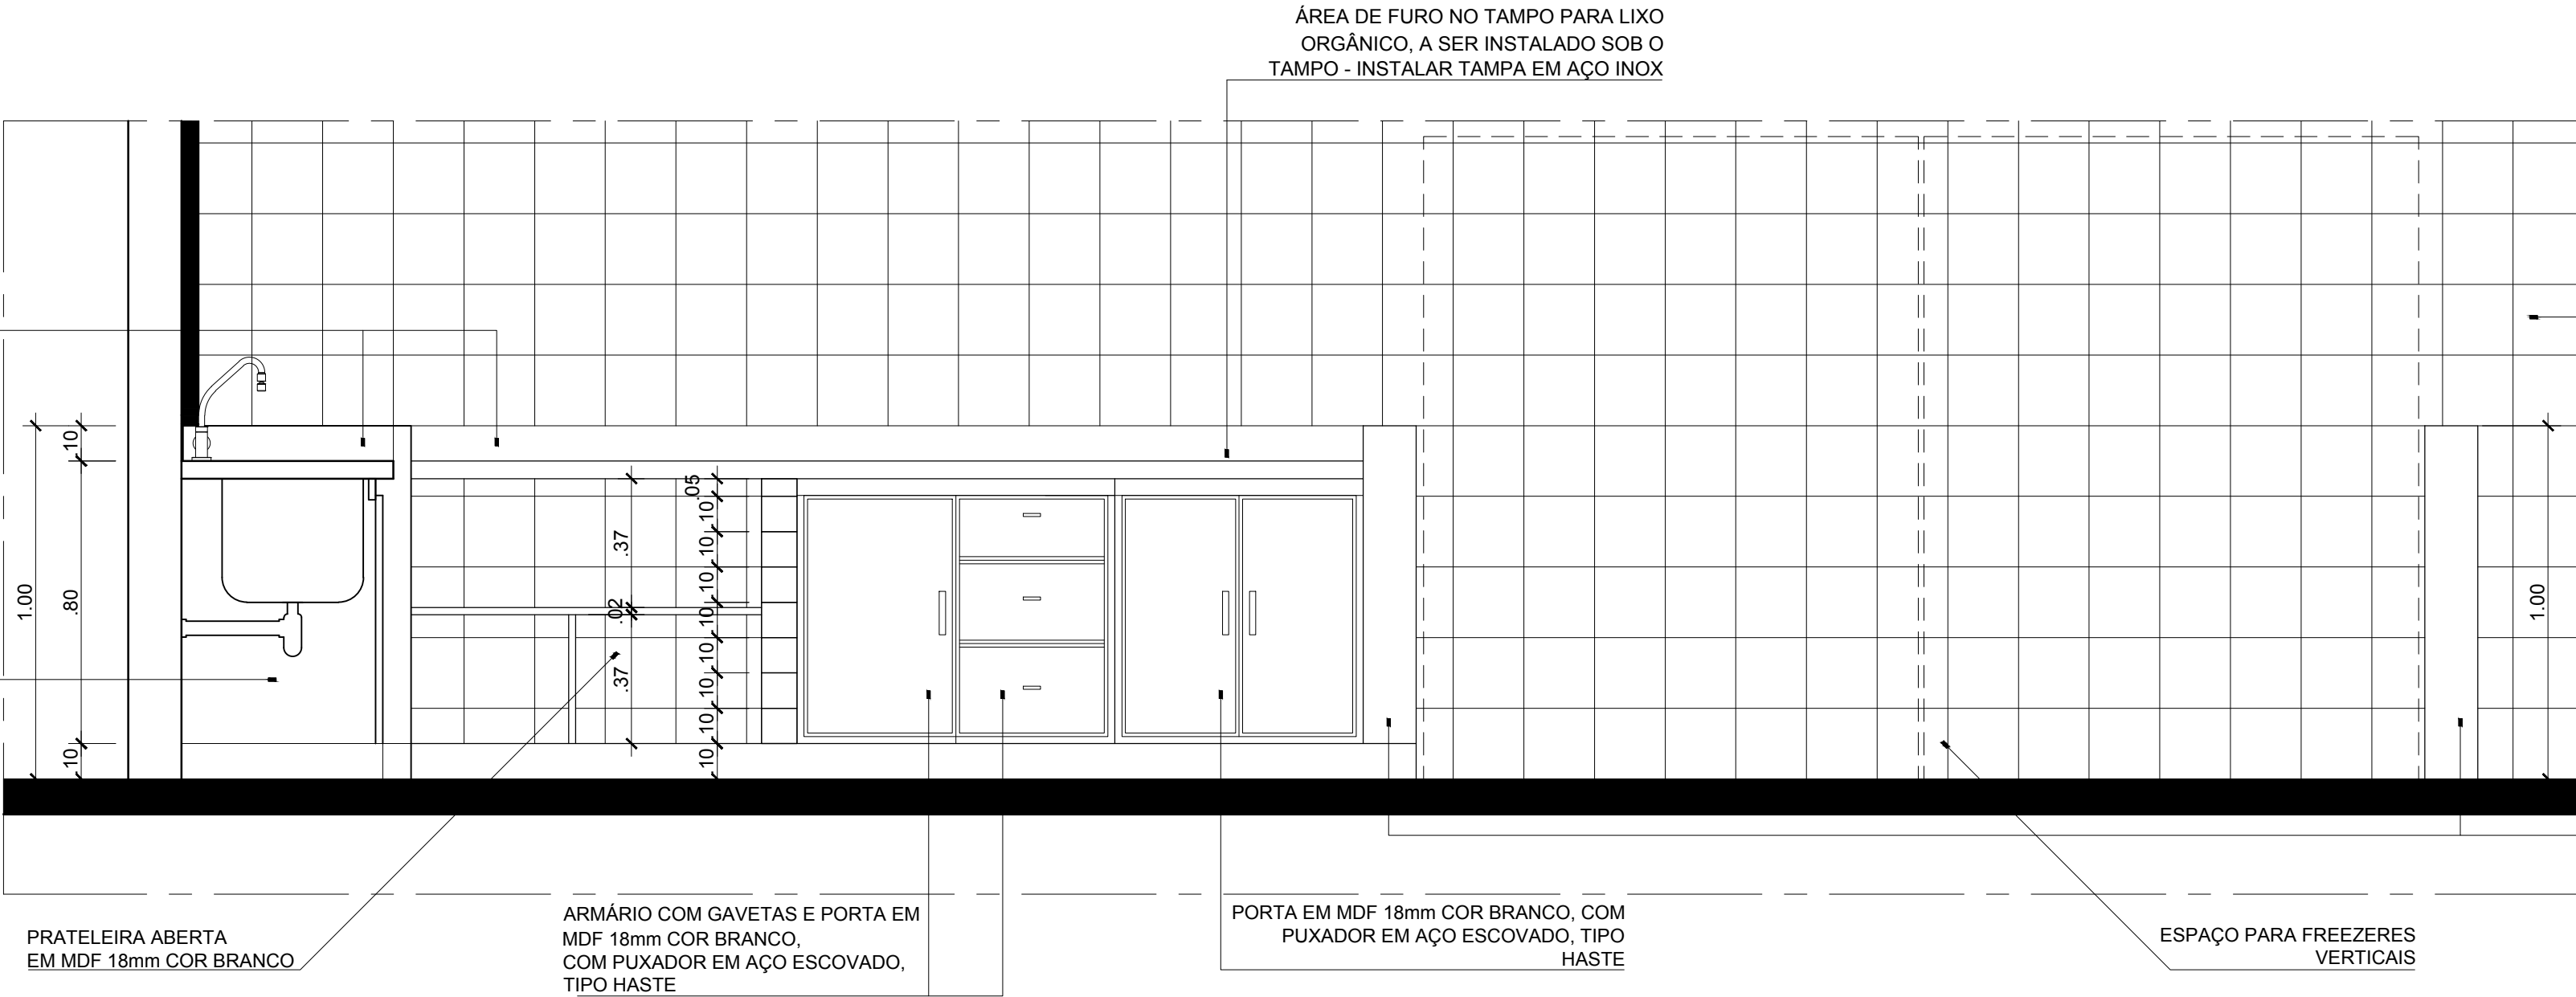 ÁREA DE FURO NO TAMPO PARA LIXO
ORGÂNICO, A SER INSTALADO SOB O
TAMPO - INSTALAR TAMPA EM AÇO INOX
1.00
10
.80
10
.37
.02
.37
.05
10
10
10
10
10
10
10
10
1.00
PRATELEIRA ABERTA
EM MDF 18mm COR BRANCO
ARMÁRIO COM GAVETAS E PORTA EM
MDF 18mm COR BRANCO,
COM PUXADOR EM AÇO ESCOVADO,
TIPO HASTE
PORTA EM MDF 18mm COR BRANCO, COM
PUXADOR EM AÇO ESCOVADO, TIPO
HASTE
ESPAÇO PARA FREEZERES
VERTICAIS